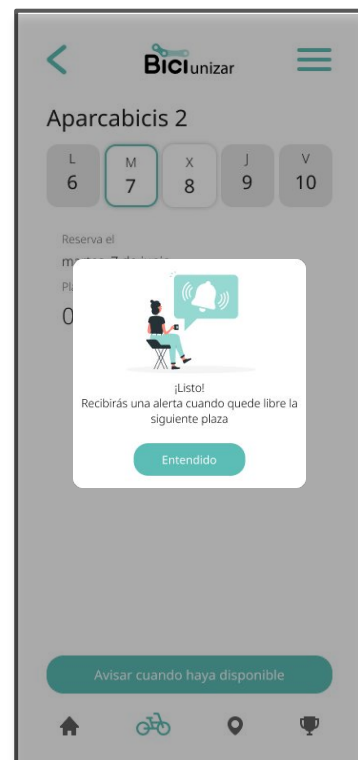 BICIunizar
Aparcabicis 2
L M X J V
6 7 8 9 10
Reserva el
¡Listo!
Recibirás una alerta cuando quede libre la
siguiente plaza
Entendido
Avisar cuando haya disponible